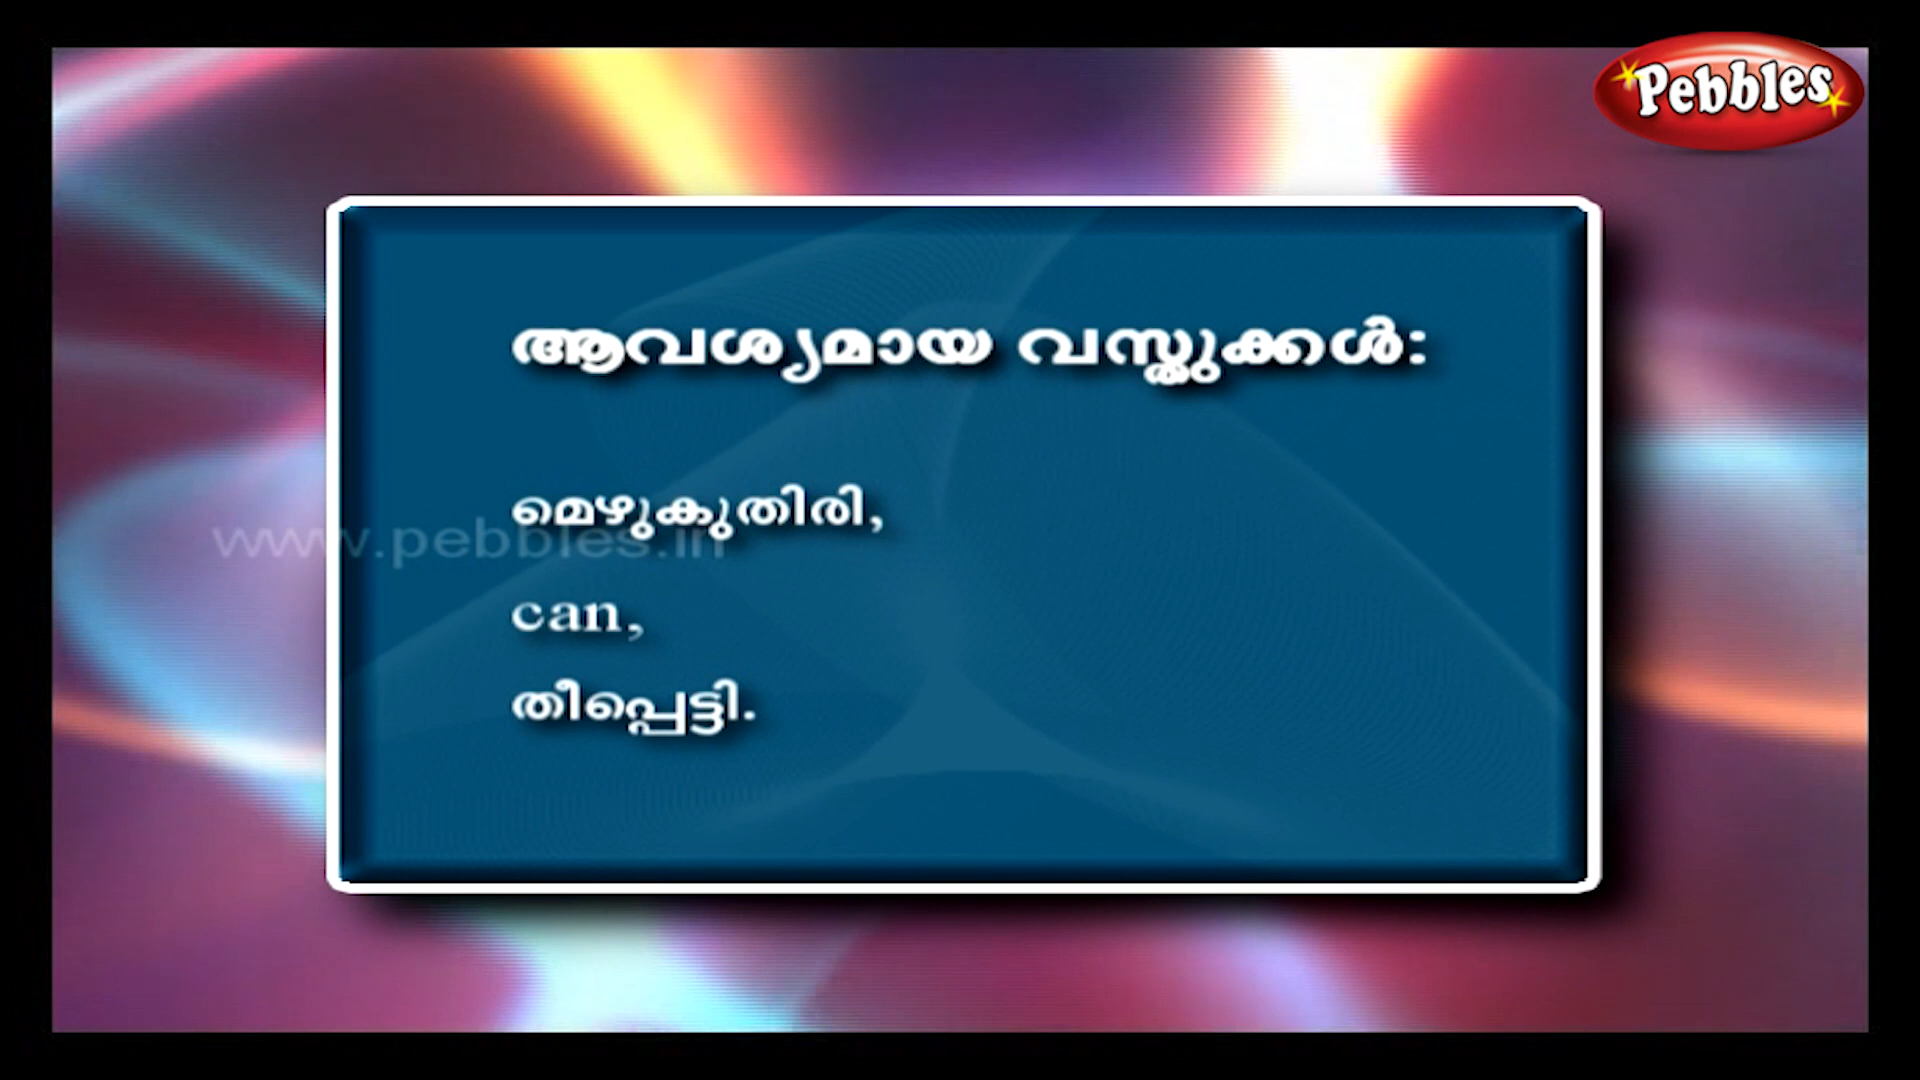 Pebbles
ആവശ്യമായ വസ്തുക്കൾ:
മെഴുകുതിരി,
www.pebbles.in
can,
തീപ്പെട്ടി.